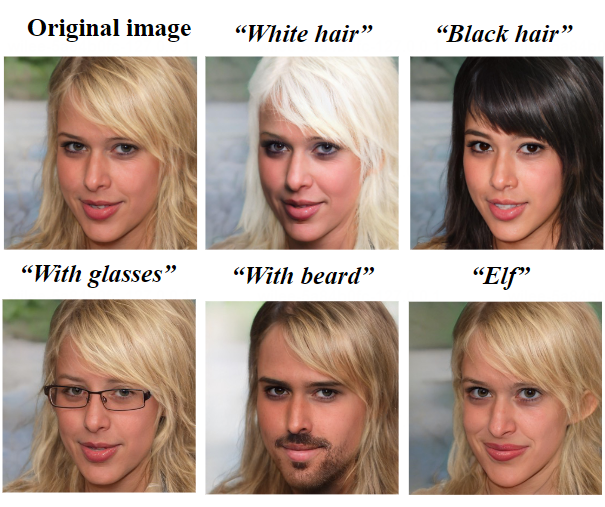 Original image
“White hair”
“Black hair”
“With glasses”
“With beard”
“Elf”